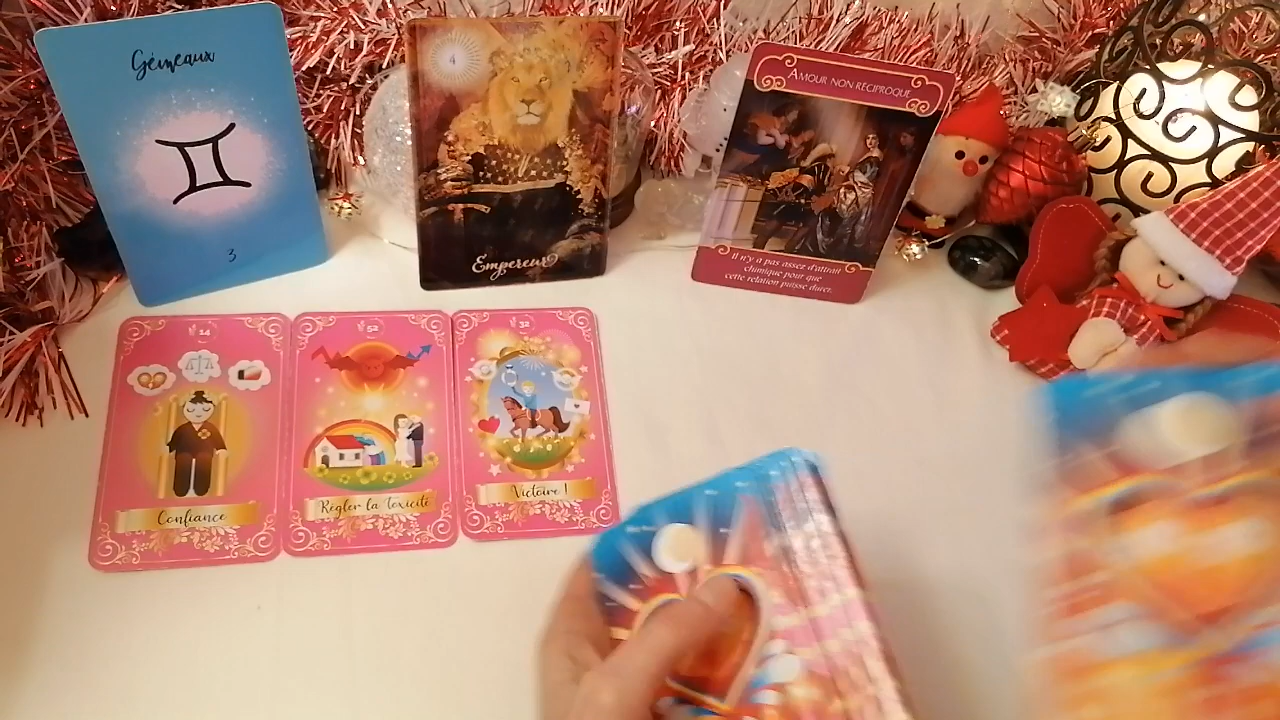 Gémeaux
3
4
Empereur
AMOUR NON RÉCIPROQUE
Il n'y a pas assez d'attrait
chimique pour que
cette relation puisse durer.
14
Confiance
52
Régler la toxicité
32
Victoire !